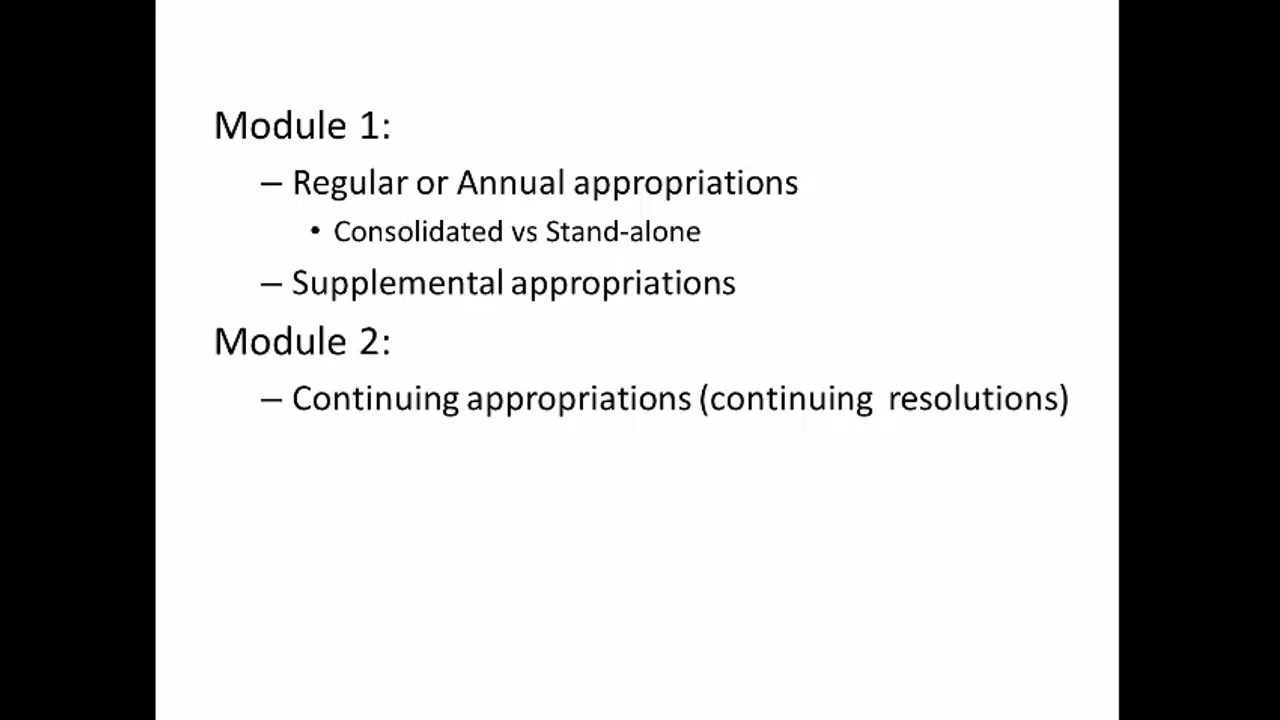 Module 1:
– Regular or Annual appropriations
• Consolidated vs Stand-alone
– Supplemental appropriations
Module 2:
– Continuing appropriations (continuing resolutions)